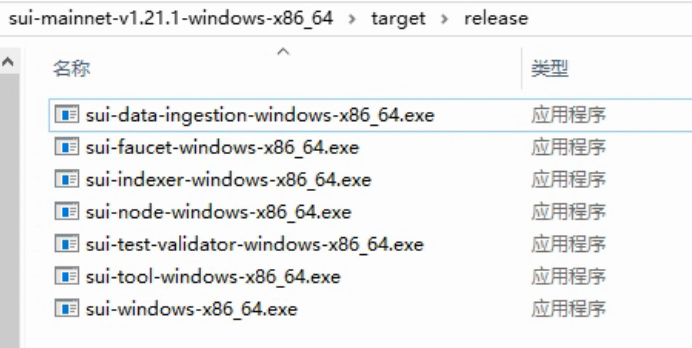 sui-mainnet-v1.21.1-windows-x86_64 > target > release
名称 类型
sui-data-ingestion-windows-x86_64.exe 应用程序
sui-faucet-windows-x86_64.exe 应用程序
sui-indexer-windows-x86_64.exe 应用程序
sui-node-windows-x86_64.exe 应用程序
sui-test-validator-windows-x86_64.exe 应用程序
sui-tool-windows-x86_64.exe 应用程序
sui-windows-x86_64.exe 应用程序